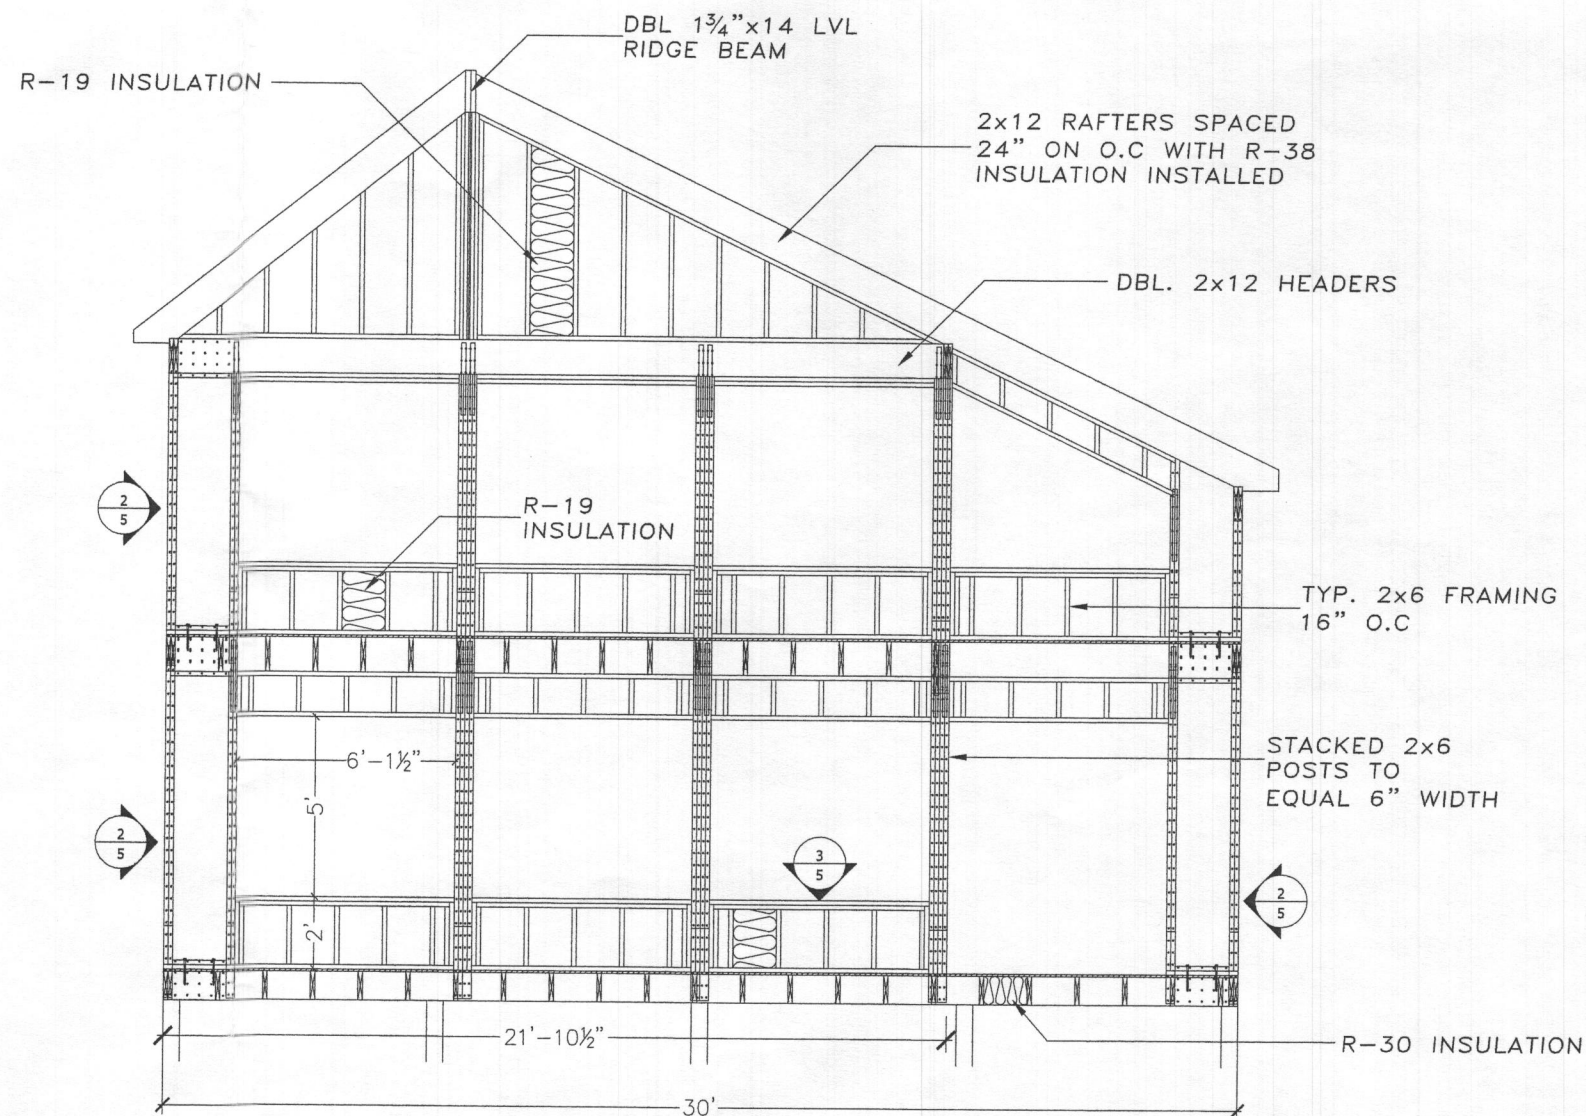 DBL 1¾”x14 LVL
RIDGE BEAM
R-19 INSULATION
2x12 RAFTERS SPACED
24” ON O.C WITH R-38
INSULATION INSTALLED
DBL. 2x12 HEADERS
2
5
R-19
INSULATION
TYP. 2x6 FRAMING
16” O.C
6'-1½”
5'
STACKED 2x6
POSTS TO
EQUAL 6” WIDTH
2
5
3
5
2
5
2'
21'-10½”
R-30 INSULATION
30'